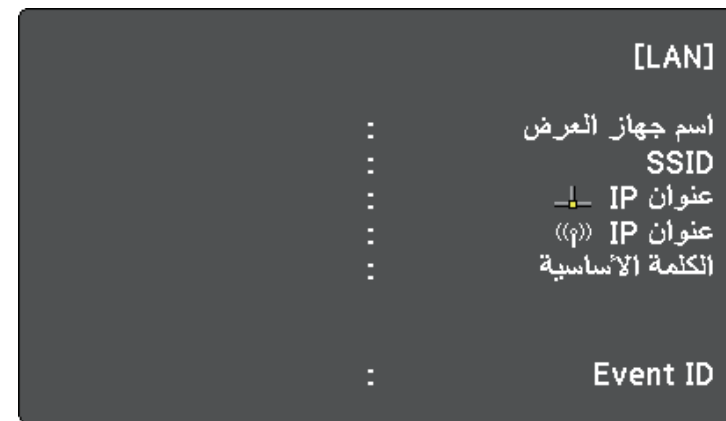 [LAN]
اسم جهاز العرض :
SSID :
عنوان IP :
عنوان IP :
الكلمة الأساسية :
Event ID :